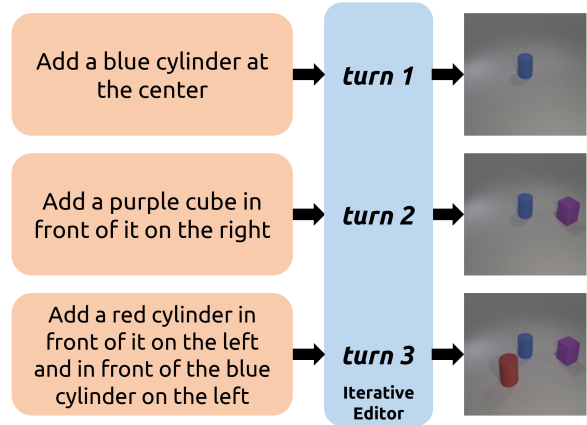 Add a blue cylinder at
the center
turn 1
Add a purple cube in
front of it on the right
turn 2
Add a red cylinder in
front of it on the left
and in front of the blue
cylinder on the left
turn 3
Iterative
Editor